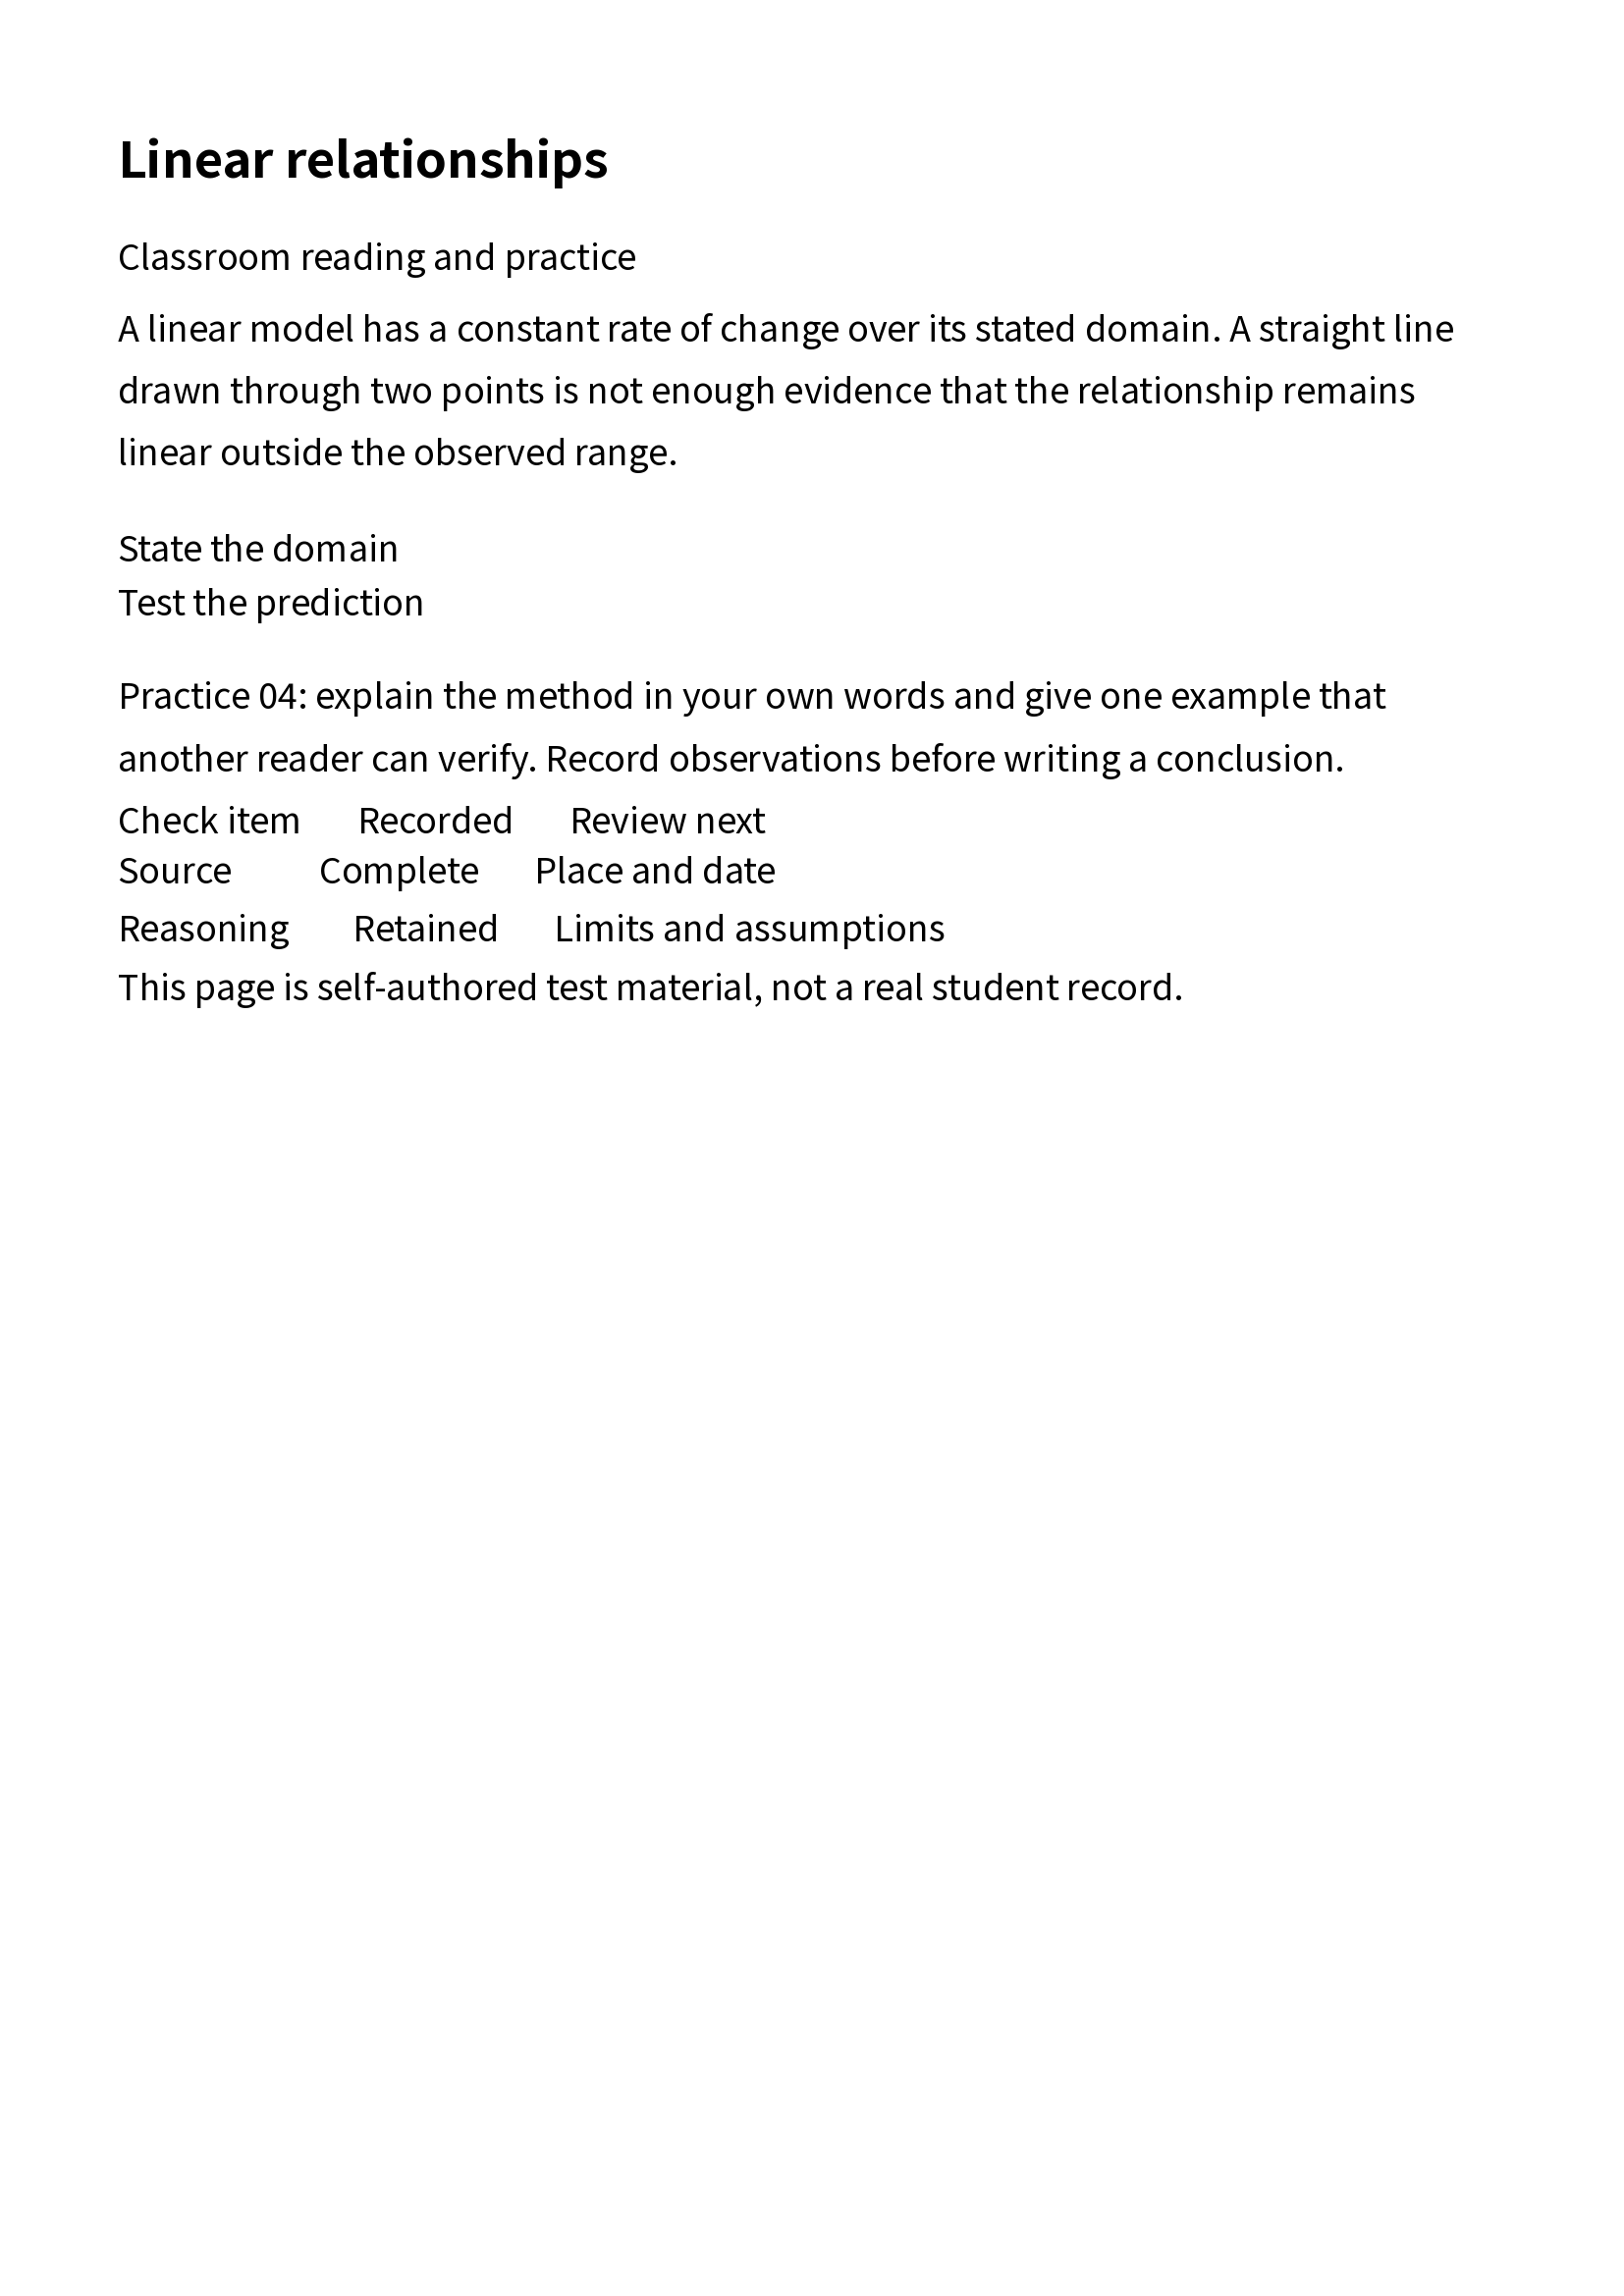 Linear relationships
Classroom reading and practice
A linear model has a constant rate of change over its stated domain. A straight line
drawn through two points is not enough evidence that the relationship remains
linear outside the observed range.
State the domain
Test the prediction
Practice 04: explain the method in your own words and give one example that
another reader can verify. Record observations before writing a conclusion.
Check item Recorded Review next
Source Complete Place and date
Reasoning Retained Limits and assumptions
This page is self-authored test material, not a real student record.